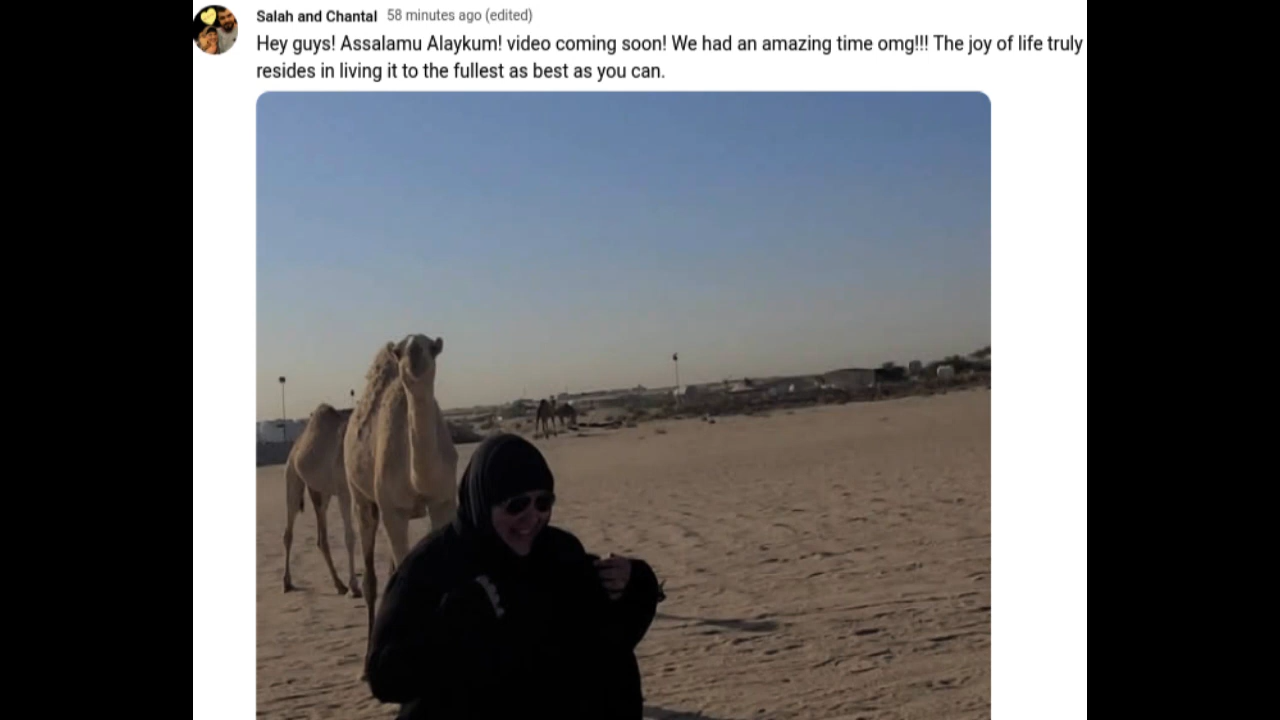 Salah and Chantal 58 minutes ago (edited)
Hey guys! Assalamu Alaykum! video coming soon! We had an amazing time omg!!! The joy of life truly
resides in living it to the fullest as best as you can.